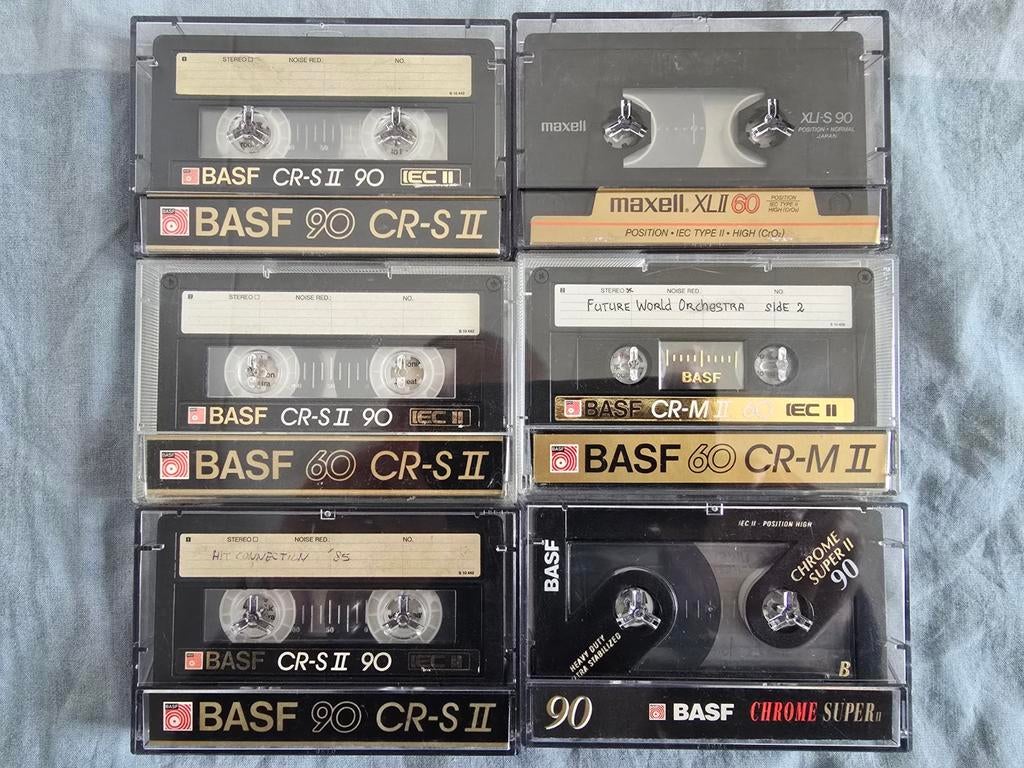 STEREO NOISE RED. NO.
BASF CR-S II 90 IEC II
BASF 90 CR-S II
maxell XLI-S 90
POSITION • NORMAL
JAPAN
maxell. XLII 60 POSITION
IEC TYPE II
HIGH (CrO₂)
POSITION • IEC TYPE II • HIGH (CrO₂)
STEREO NOISE RED.: NO.
BASF CR-S II 90 IEC II
BASF 60 CR-S II
2 STEREO NOISE RED.: NO.
FUTURE WORLD ORCHESTRA SIDE 2
BASF
BASF CR-M II 60 IEC II
BASF 60 CR-M II
STEREO NOISE RED.: NO.
HIT CONNECTION '85
BASF CR-S II 90 IEC II
BASF 90 CR-S II
IEC II - POSITION HIGH
BASF
CHROME
SUPER II
90
HEAVY DUTY
STABILIZED
B
90 BASF CHROME SUPER II